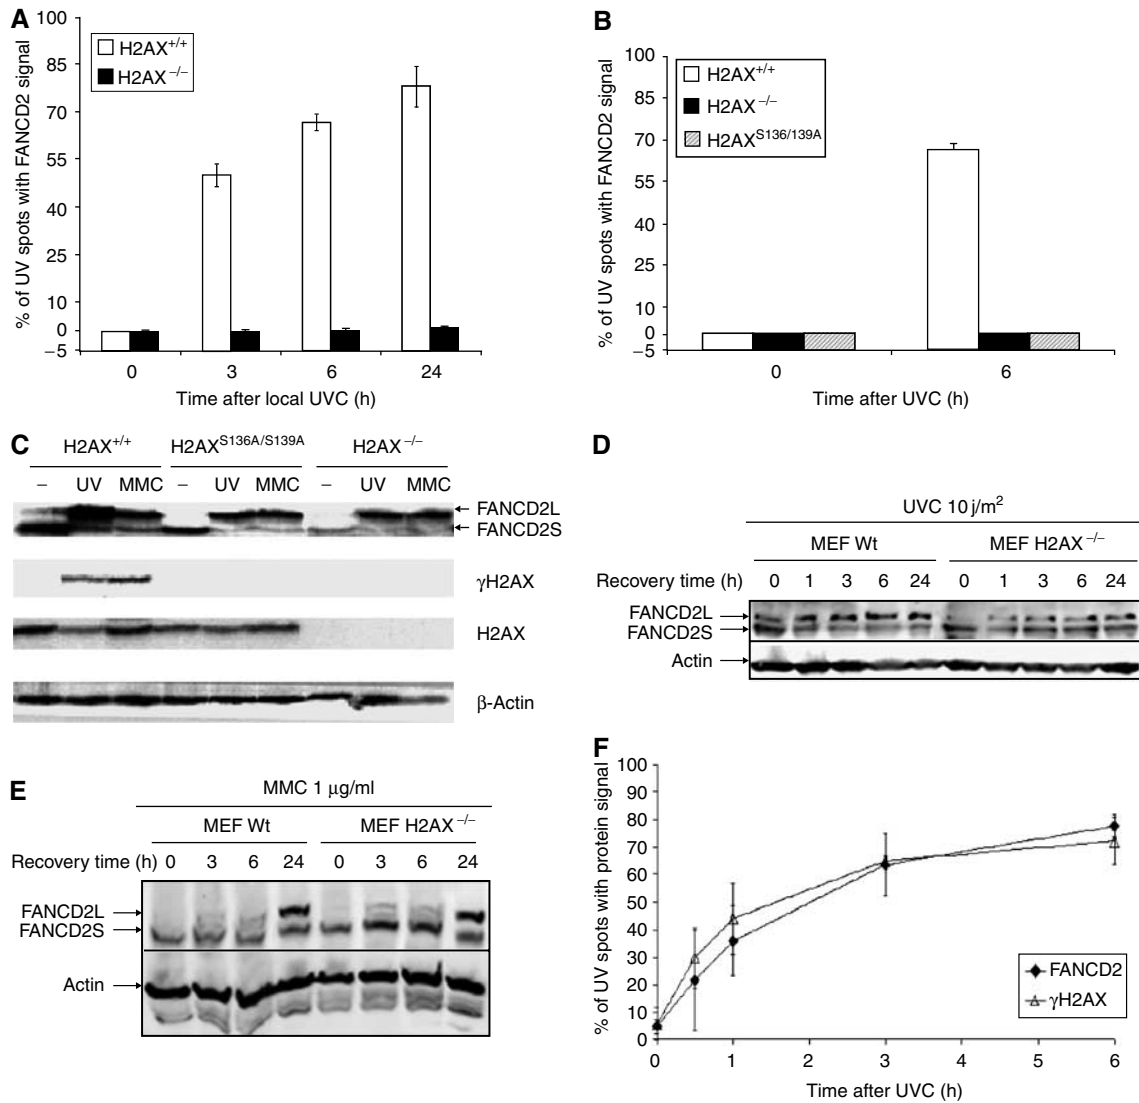 A
% of UV spots with FANCD2 signal
100
85
70
55
40
25
10
0
−5
H2AX+/+
H2AX−/−
0 3 6 24
Time after local UVC (h)
B
% of UV spots with FANCD2 signal
100
85
70
55
40
25
10
0
−5
H2AX+/+
H2AX−/−
H2AXS136/139A
0 6
Time after UVC (h)
C
H2AX+/+ H2AXS136A/S139A H2AX−/−
− UV MMC − UV MMC − UV MMC
FANCD2L
FANCD2S
γH2AX
H2AX
β-Actin
D
UVC 10 j/m2
MEF Wt MEF H2AX−/−
Recovery time (h) 0 1 3 6 24 0 1 3 6 24
FANCD2L
FANCD2S
Actin
E
MMC 1 μg/ml
MEF Wt MEF H2AX−/−
Recovery time (h) 0 3 6 24 0 3 6 24
FANCD2L
FANCD2S
Actin
F
% of UV spots with protein signal
100
90
80
70
60
50
40
30
20
10
0
FANCD2
γH2AX
0 1 2 3 4 5 6
Time after UVC (h)